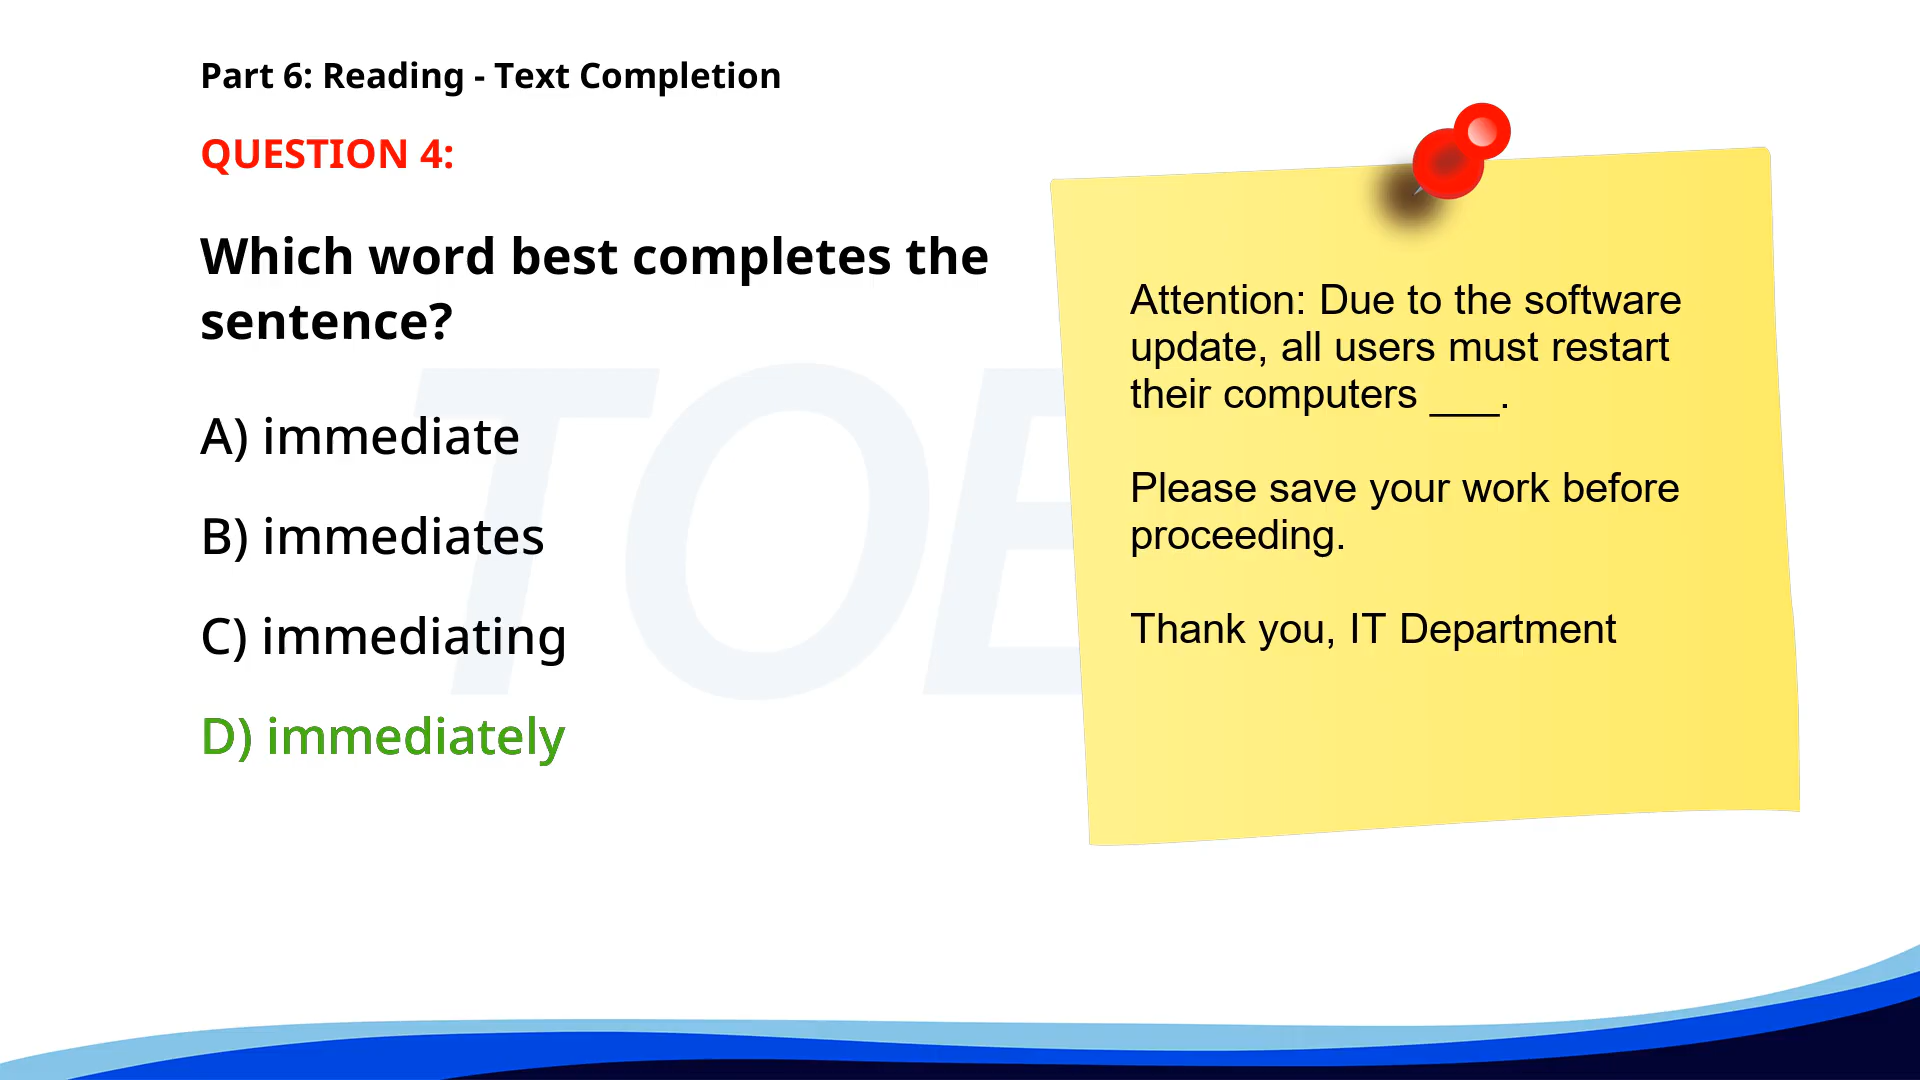 Part 6: Reading - Text Completion
QUESTION 4:
Which word best completes the
sentence?
A) immediate
B) immediates
C) immediating
D) immediately
Attention: Due to the software
update, all users must restart
their computers ___.
Please save your work before
proceeding.
Thank you, IT Department
TOE